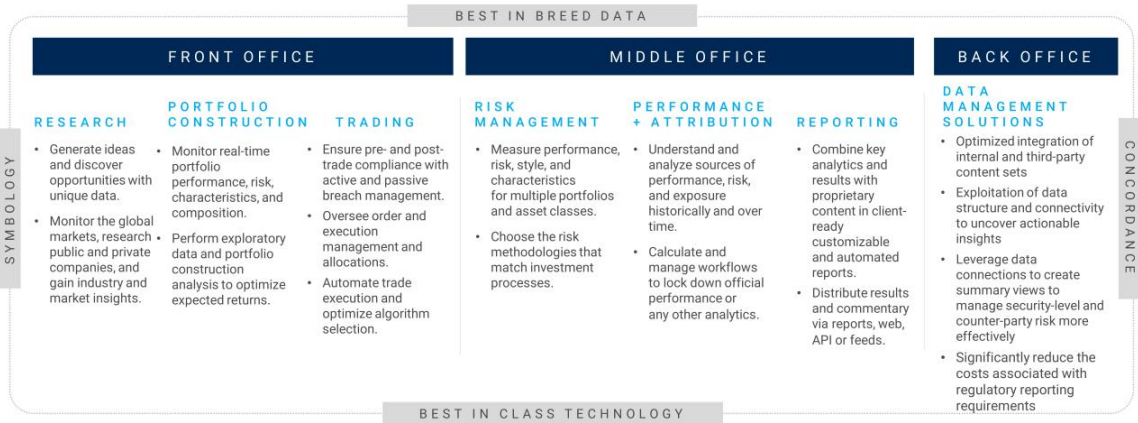 BEST IN BREED DATA
FRONT OFFICE
MIDDLE OFFICE
BACK OFFICE
SYMBOLOGY
RESEARCH
• Generate ideas
and discover
opportunities with
unique data.
• Monitor the global
markets, research
public and private
companies, and
gain industry and
market insights.
PORTFOLIO
CONSTRUCTION
• Monitor real-time
portfolio
performance, risk,
characteristics, and
composition.
• Perform exploratory
data and portfolio
construction
analysis to optimize
expected returns.
TRADING
• Ensure pre- and post-
trade compliance with
active and passive
breach management.
• Oversee order and
execution
management and
allocations.
• Automate trade
execution and
optimize algorithm
selection.
RISK
MANAGEMENT
• Measure performance,
risk, style, and
characteristics
for multiple portfolios
and asset classes.
• Choose the risk
methodologies that
match investment
processes.
PERFORMANCE
+ ATTRIBUTION
• Understand and
analyze sources of
performance, risk,
and exposure
historically and over
time.
• Calculate and
manage workflows
to lock down official
performance or
any other analytics.
REPORTING
• Combine key
analytics and
results with
proprietary
content in client-
ready
customizable
and automated
reports.
• Distribute results
and commentary
via reports, web,
API or feeds.
DATA
MANAGEMENT
SOLUTIONS
• Optimized integration of
internal and third-party
content sets
• Exploitation of data
structure and connectivity
to uncover actionable
insights
• Leverage data
connections to create
summary views to
manage security-level and
counter-party risk more
effectively
• Significantly reduce the
costs associated with
regulatory reporting
requirements
CONCORDANCE
BEST IN CLASS TECHNOLOGY